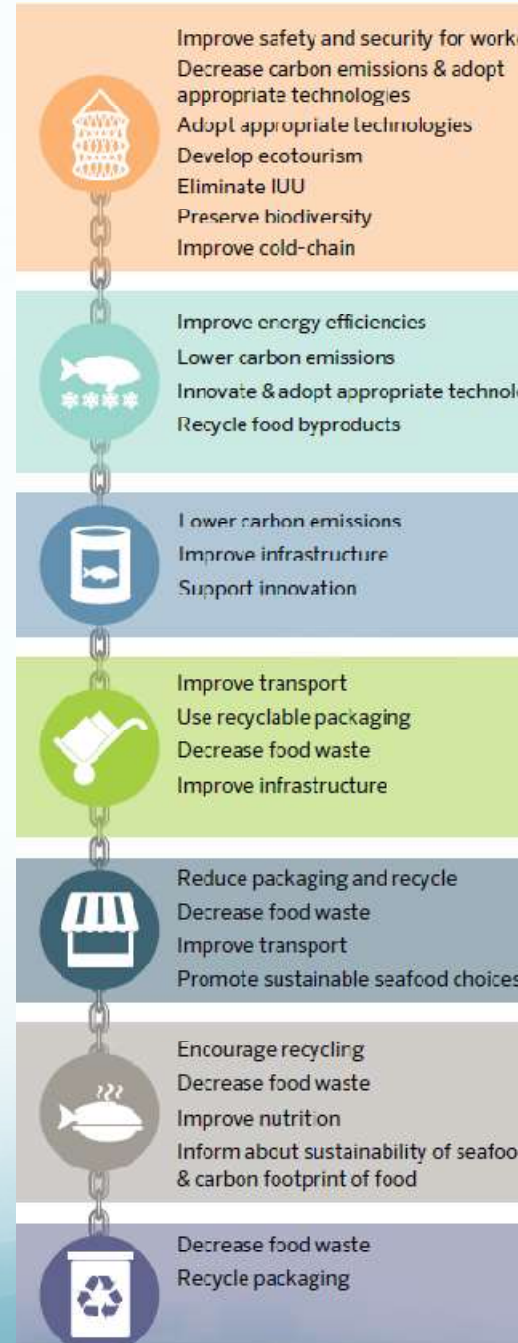 Improve safety and security for work
Decrease carbon emissions & adopt
appropriate technologies
Adopt appropriate technologies
Develop ecotourism
Eliminate IUU
Preserve biodiversity
Improve cold-chain
Improve energy efficiencies
Lower carbon emissions
Innovate & adopt appropriate technol
Recycle food byproducts
Lower carbon emissions
Improve infrastructure
Support innovation
Improve transport
Use recyclable packaging
Decrease food waste
Improve infrastructure
Reduce packaging and recycle
Decrease food waste
Improve transport
Promote sustainable seafood choices
Encourage recycling
Decrease food waste
Improve nutrition
Inform about sustainability of seafoo
& carbon footprint of food
Decrease food waste
Recycle packaging